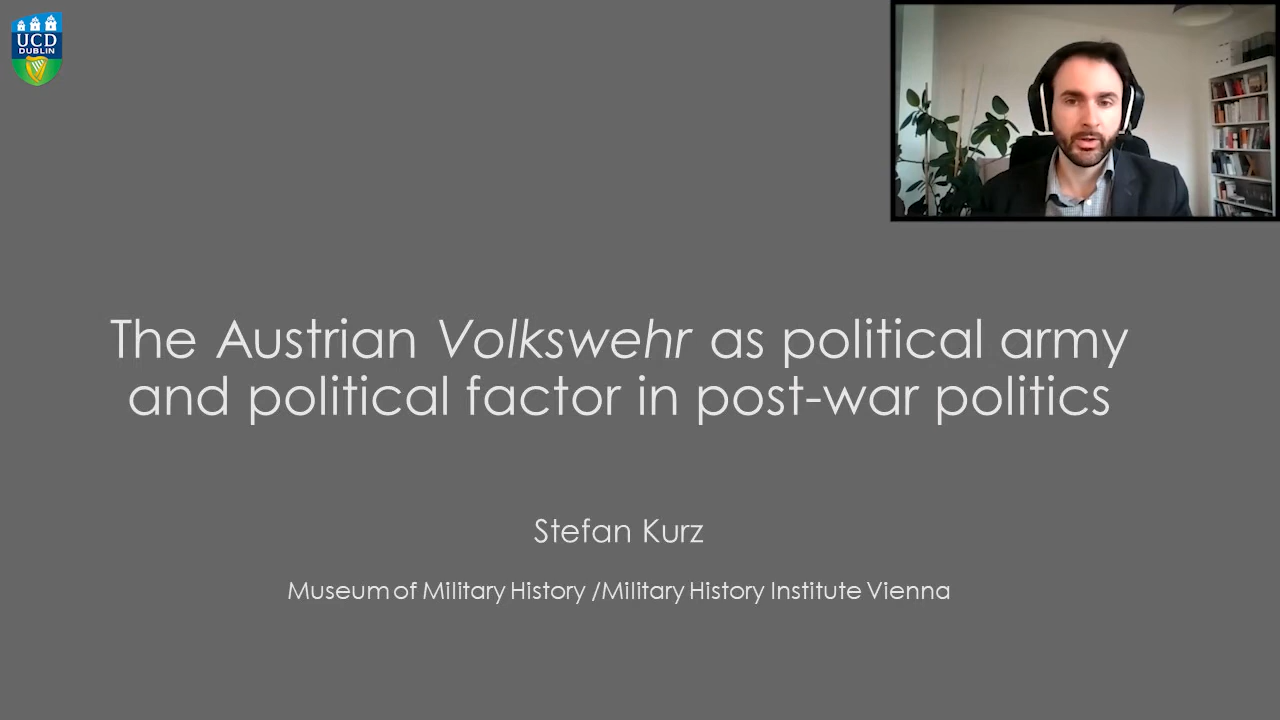 UCD
DUBLIN
The Austrian Volkswehr as political army
and political factor in post-war politics
Stefan Kurz
Museum of Military History /Military History Institute Vienna